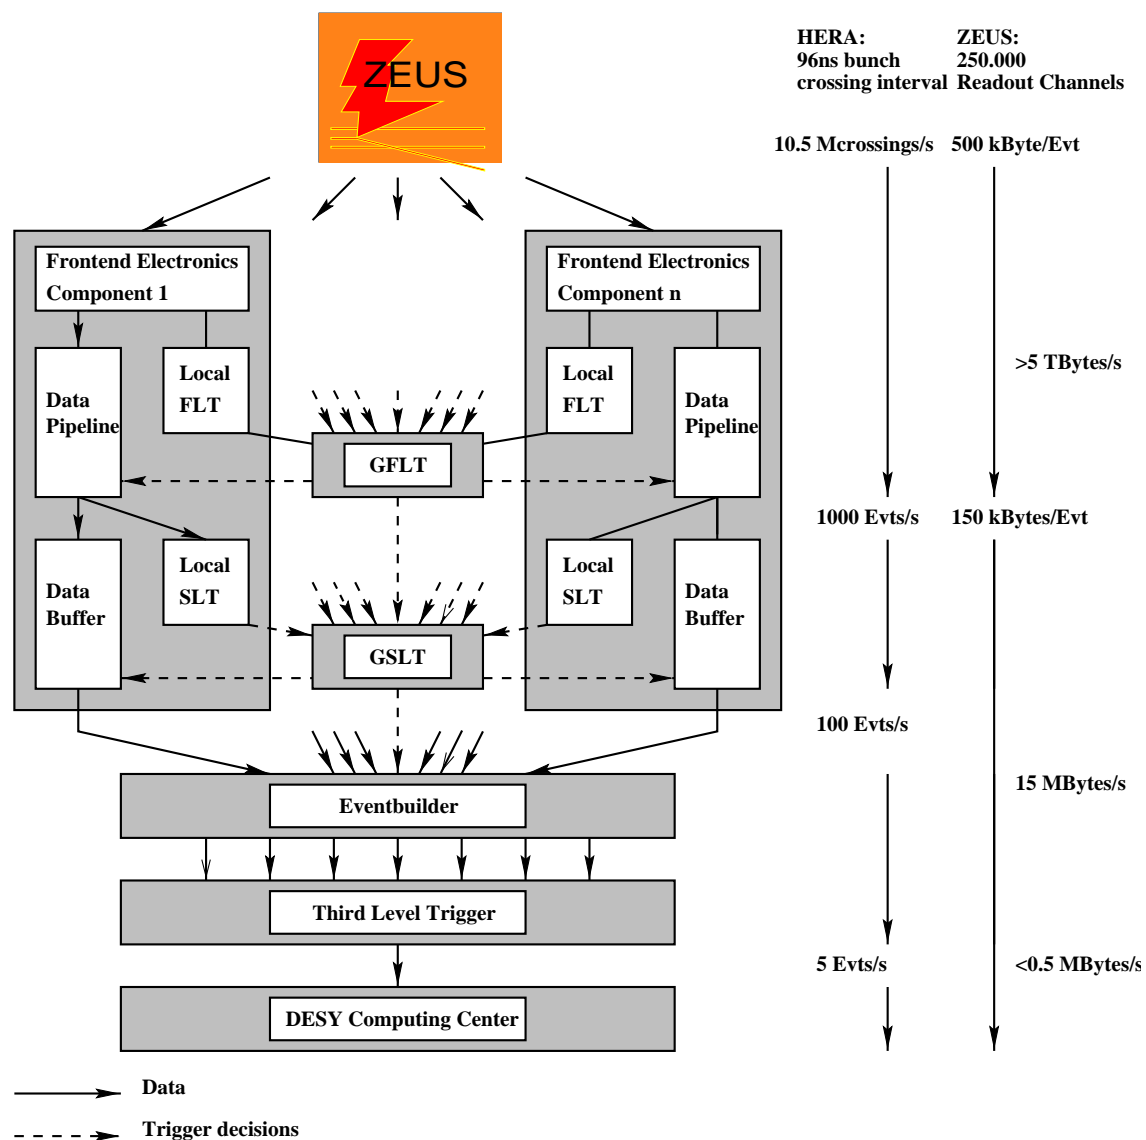 ZEUS
HERA:
96ns bunch
crossing interval
ZEUS:
250.000
Readout Channels
10.5 Mcrossings/s
500 kByte/Evt
Frontend Electronics
Component 1
Frontend Electronics
Component n
Data
Pipeline
Local
FLT
Local
FLT
Data
Pipeline
>5 TBytes/s
GFLT
1000 Evts/s
150 kBytes/Evt
Data
Buffer
Local
SLT
Local
SLT
Data
Buffer
GSLT
100 Evts/s
15 MBytes/s
Eventbuilder
Third Level Trigger
5 Evts/s
<0.5 MBytes/s
DESY Computing Center
Data
Trigger decisions